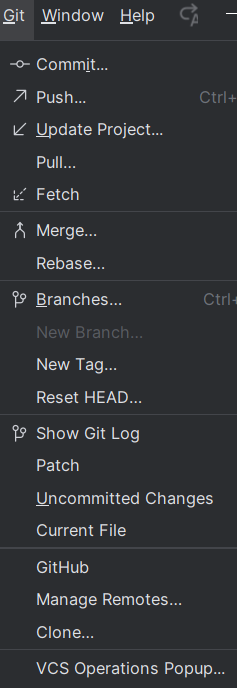 Git Window Help
Commit...
Push... Ctrl+
Update Project...
Pull...
Fetch
Merge...
Rebase...
Branches... Ctrl+
New Branch...
New Tag...
Reset HEAD...
Show Git Log
Patch
Uncommitted Changes
Current File
GitHub
Manage Remotes...
Clone...
VCS Operations Popup...